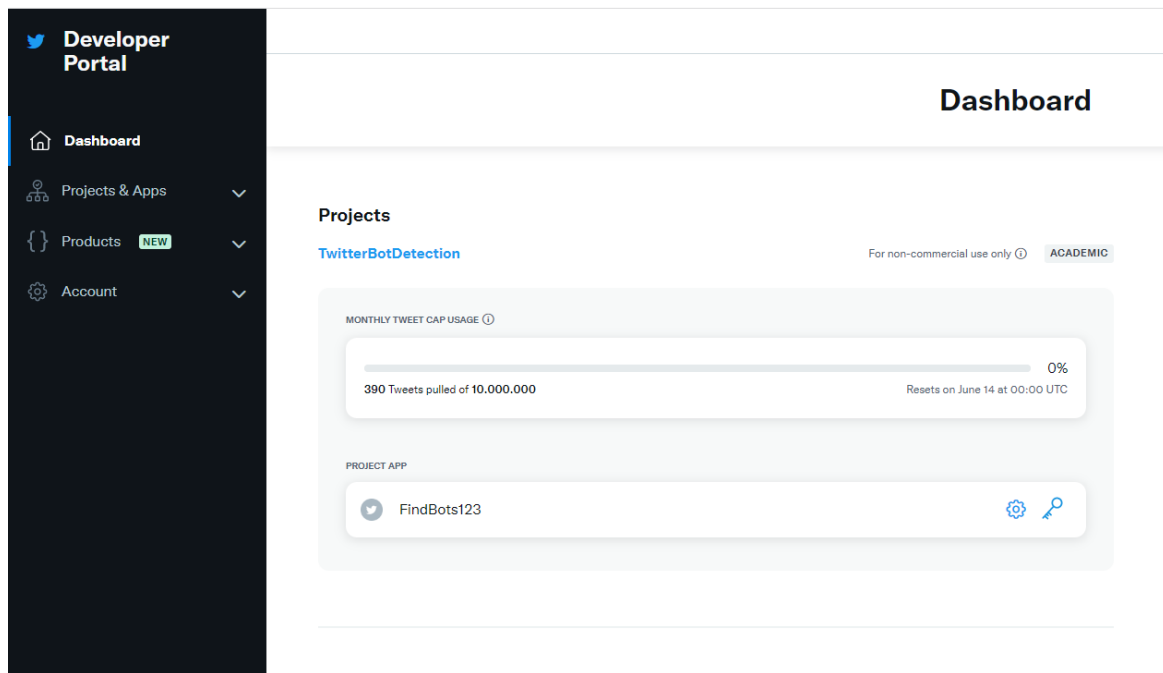 Developer
Portal
Dashboard
Projects & Apps
Products NEW
Account
Dashboard
Projects
TwitterBotDetection
For non-commercial use only
ACADEMIC
MONTHLY TWEET CAP USAGE
0%
390 Tweets pulled of 10.000.000
Resets on June 14 at 00:00 UTC
PROJECT APP
FindBots123